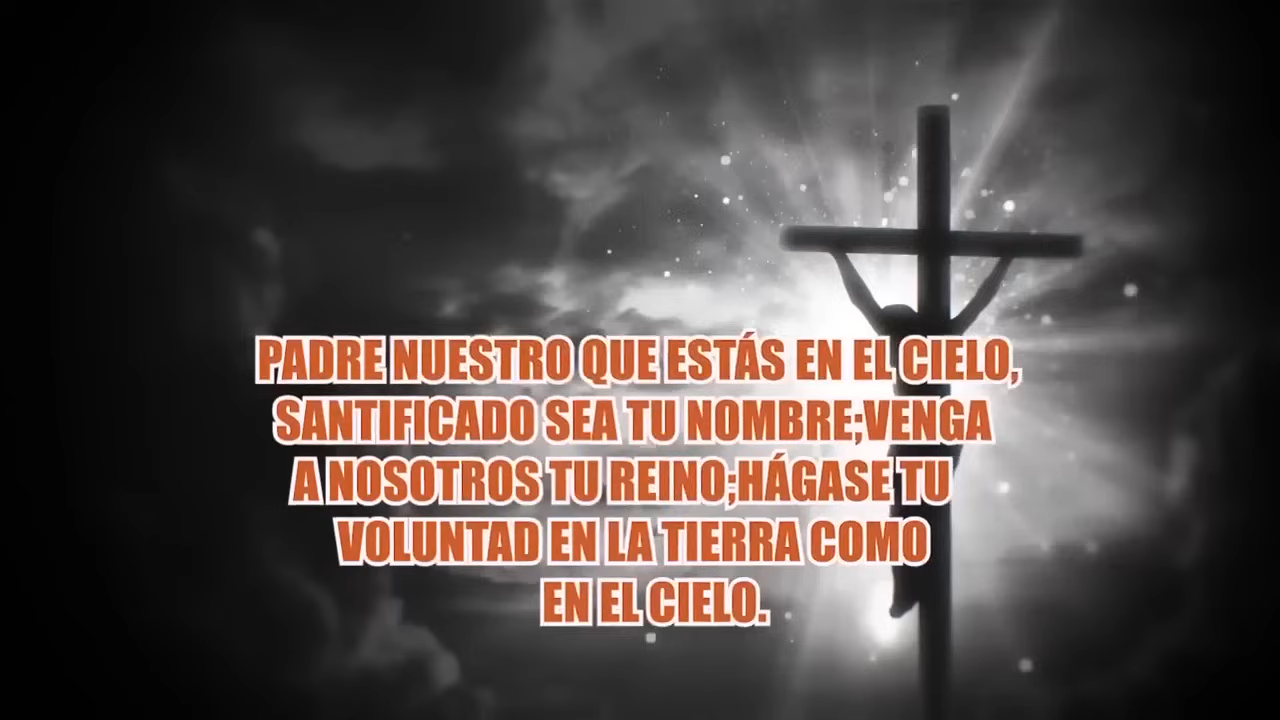 PADRE NUESTRO QUE ESTÁS EN EL CIELO,
SANTIFICADO SEA TU NOMBRE;VENGA
A NOSOTROS TU REINO;HÁGASE TU
VOLUNTAD EN LA TIERRA COMO
EN EL CIELO.